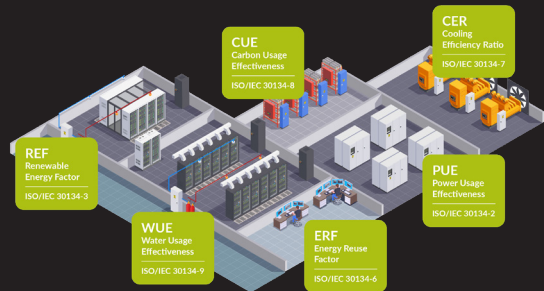 CER
Cooling
Efficiency Ratio
ISO/IEC 30134-7
CUE
Carbon Usage
Effectiveness
ISO/IEC 30134-8
REF
Renewable
Energy Factor
ISO/IEC 30134-3
PUE
Power Usage
Effectiveness
ISO/IEC 30134-2
WUE
Water Usage
Effectiveness
ISO/IEC 30134-9
ERF
Energy Reuse
Factor
ISO/IEC 30134-6